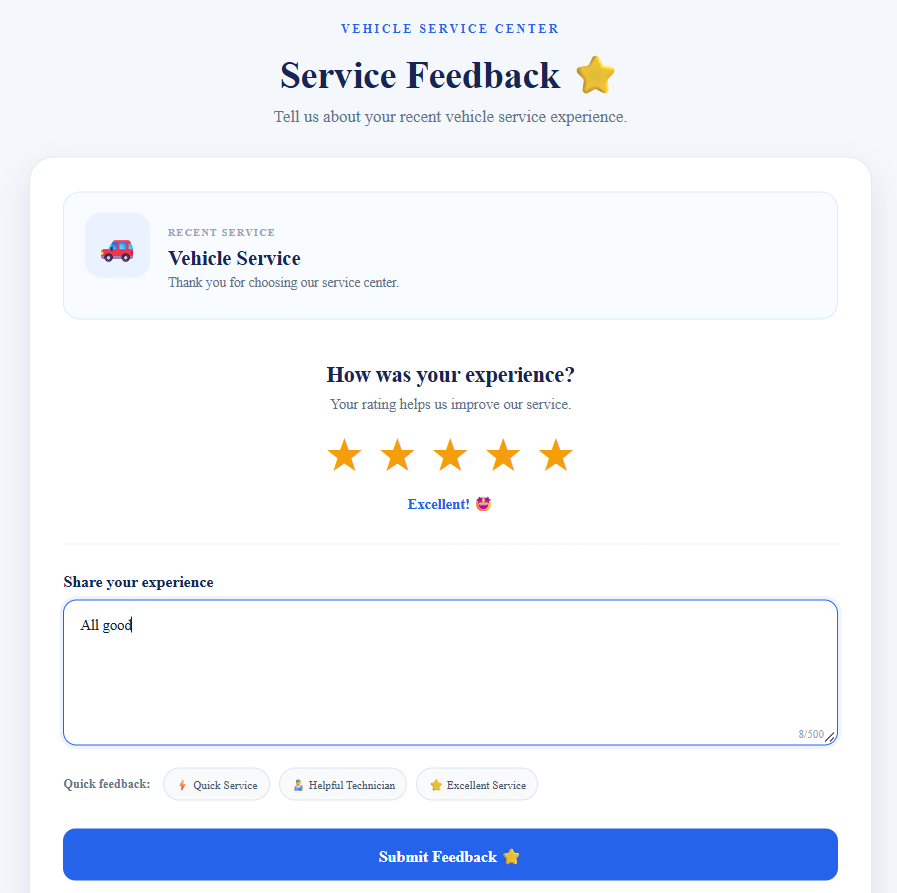 VEHICLE SERVICE CENTER
Service Feedback ⭐
Tell us about your recent vehicle service experience.
RECENT SERVICE
Vehicle Service
Thank you for choosing our service center.
How was your experience?
Your rating helps us improve our service.
★ ★ ★ ★ ★
Excellent! 🤩
Share your experience
All good
8/500
Quick feedback: ⚡ Quick Service 👨‍🔧 Helpful Technician ⭐ Excellent Service
Submit Feedback ⭐